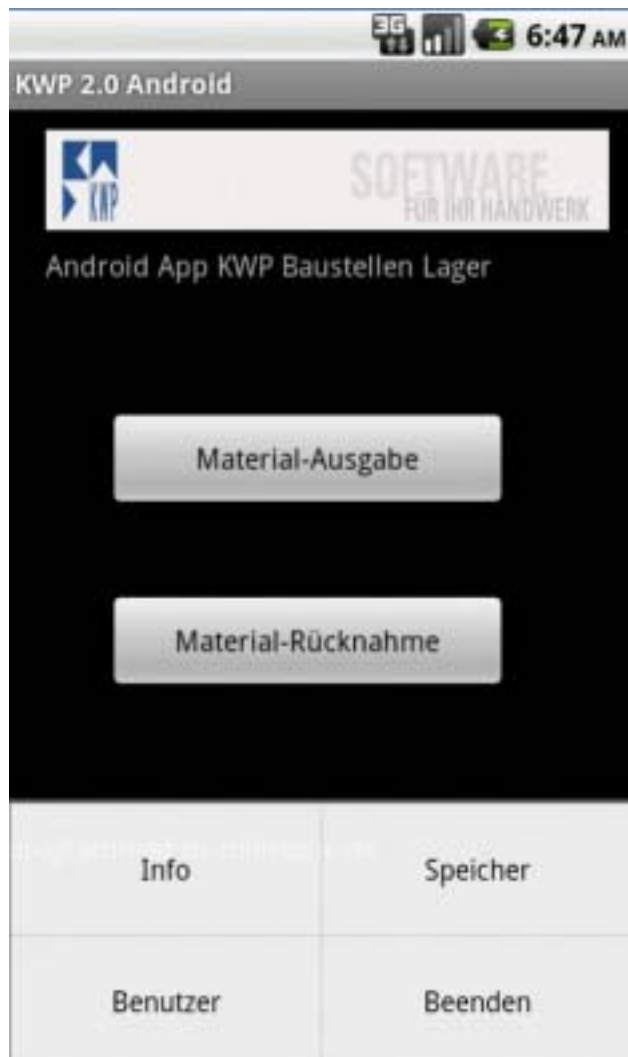 3G 6:47 AM
KWP 2.0 Android
KWP
SOFTWARE
FÜR IHR HANDWERK
Android App KWP Baustellen Lager
Material-Ausgabe
Material-Rücknahme
Info Speicher
Benutzer Beenden